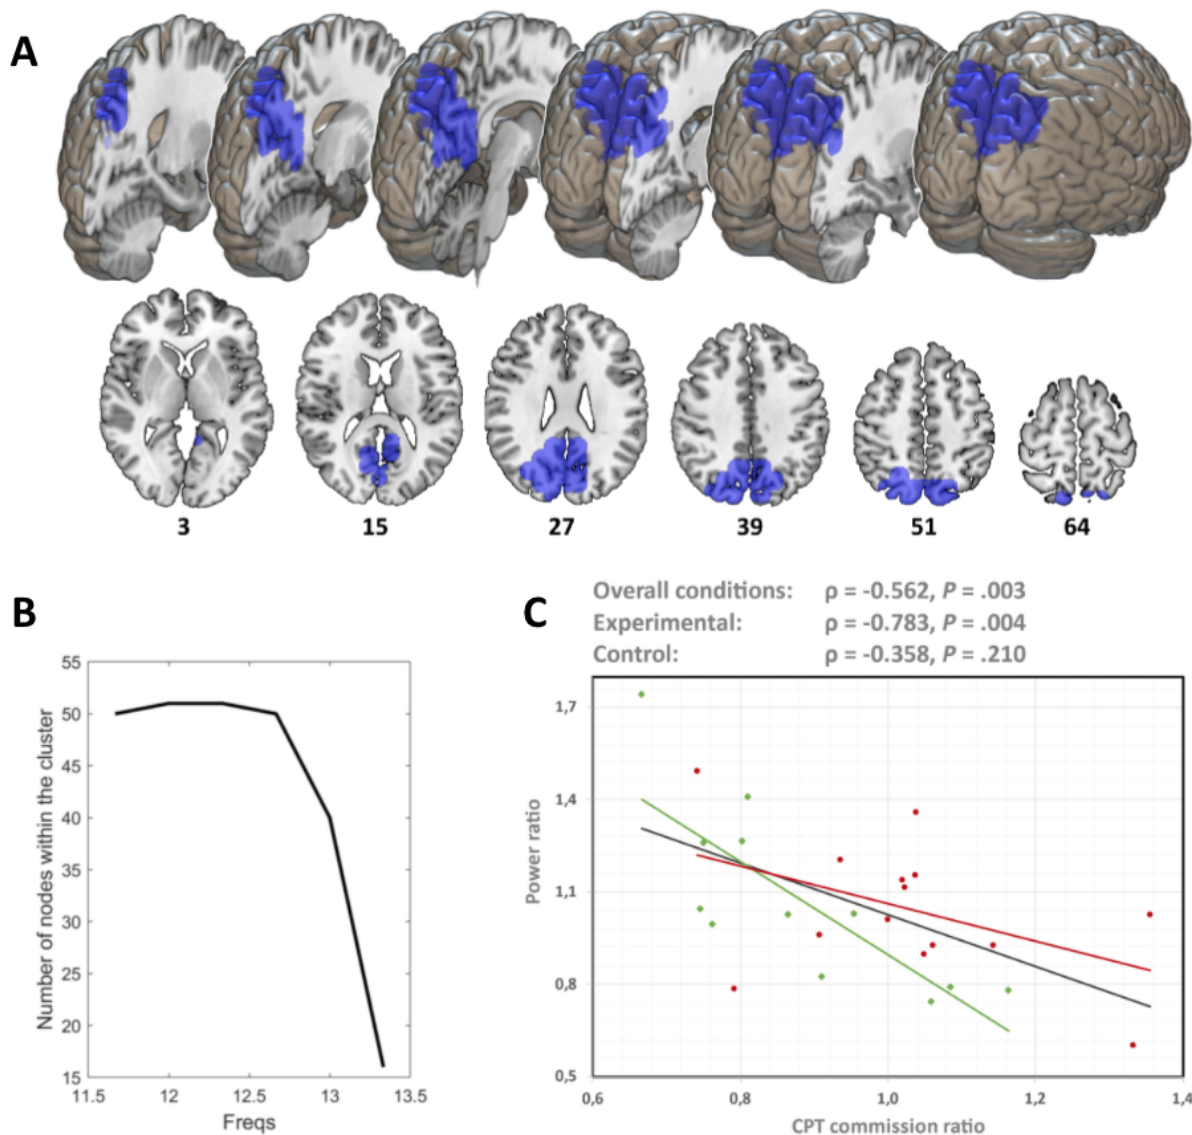 A
3 15 27 39 51 64
B
55
50
45
40
35
30
25
20
15
11.5 12 12.5 13 13.5
Number of nodes within the cluster
Freqs
C
Overall conditions: ρ = -0.562, P = .003
Experimental: ρ = -0.783, P = .004
Control: ρ = -0.358, P = .210
1,7
1,4
1,1
0,8
0,5
0,6 0,8 1,0 1,2 1,4
Power ratio
CPT commission ratio